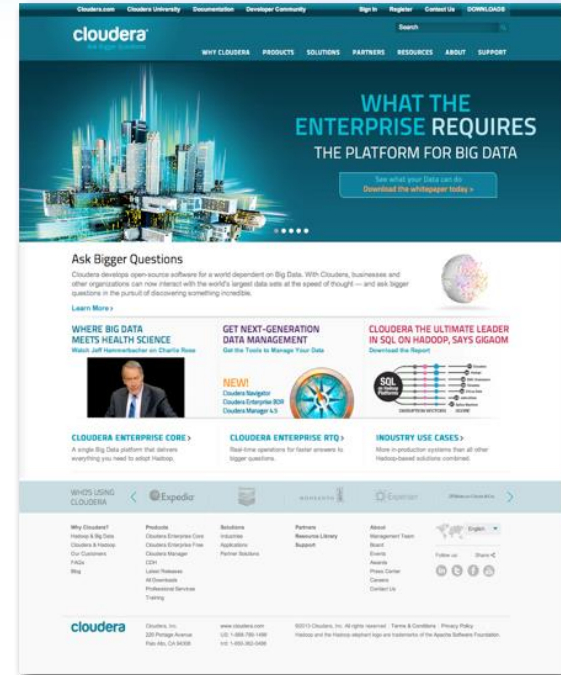 Cloudera.com Cloudera University Documentation Developer Community Sign In Register Contact Us DOWNLOADS
cloudera
Ask Bigger Questions
Search
WHY CLOUDERA PRODUCTS SOLUTIONS PARTNERS RESOURCES ABOUT SUPPORT
WHAT THE
ENTERPRISE REQUIRES
THE PLATFORM FOR BIG DATA
See what your Data can do
Download the whitepaper today »
Ask Bigger Questions
Cloudera develops open-source software for a world dependent on Big Data. With Cloudera, businesses and
other organizations can now interact with the world's largest data sets at the speed of thought — and ask bigger
questions in the pursuit of discovering something incredible.
Learn More ›
WHERE BIG DATA
MEETS HEALTH SCIENCE
Watch Jeff Hammerbacher on Charlie Rose
GET NEXT-GENERATION
DATA MANAGEMENT
Get the Tools to Manage Your Data
NEW!
Cloudera Navigator
Cloudera Enterprise BDR
Cloudera Manager 4.5
CLOUDERA THE ULTIMATE LEADER
IN SQL ON HADOOP, SAYS GIGAOM
Download the Report
SQL
on Hadoop
Platforms
DISRUPTION VECTORS SCORE
CLOUDERA ENTERPRISE CORE ›
A single Big Data platform that delivers
everything you need to adopt Hadoop.
CLOUDERA ENTERPRISE RTQ ›
Real-time operations for faster answers to
bigger questions.
INDUSTRY USE CASES ›
More in-production systems than all other
Hadoop-based solutions combined.
WHO'S USING
CLOUDERA
Expedia
MONSANTO
Experian
Why Cloudera?
Hadoop & Big Data
Cloudera & Hadoop
Our Customers
FAQs
Blog
Products
Cloudera Enterprise Core
Cloudera Enterprise Free
Cloudera Manager
CDH
Latest Releases
All Downloads
Professional Services
Training
Solutions
Industries
Applications
Partner Solutions
Partners
Resource Library
Support
About
Management Team
Board
Events
Awards
Press Center
Careers
Contact Us
English
Follow us: Share
cloudera
Cloudera, Inc.
220 Portage Avenue
Palo Alto, CA 94306
www.cloudera.com
US: 1-888-789-1488
Intl: 1-650-362-0488
©2013 Cloudera, Inc. All rights reserved | Terms & Conditions | Privacy Policy
Hadoop and the Hadoop elephant logo are trademarks of the Apache Software Foundation.